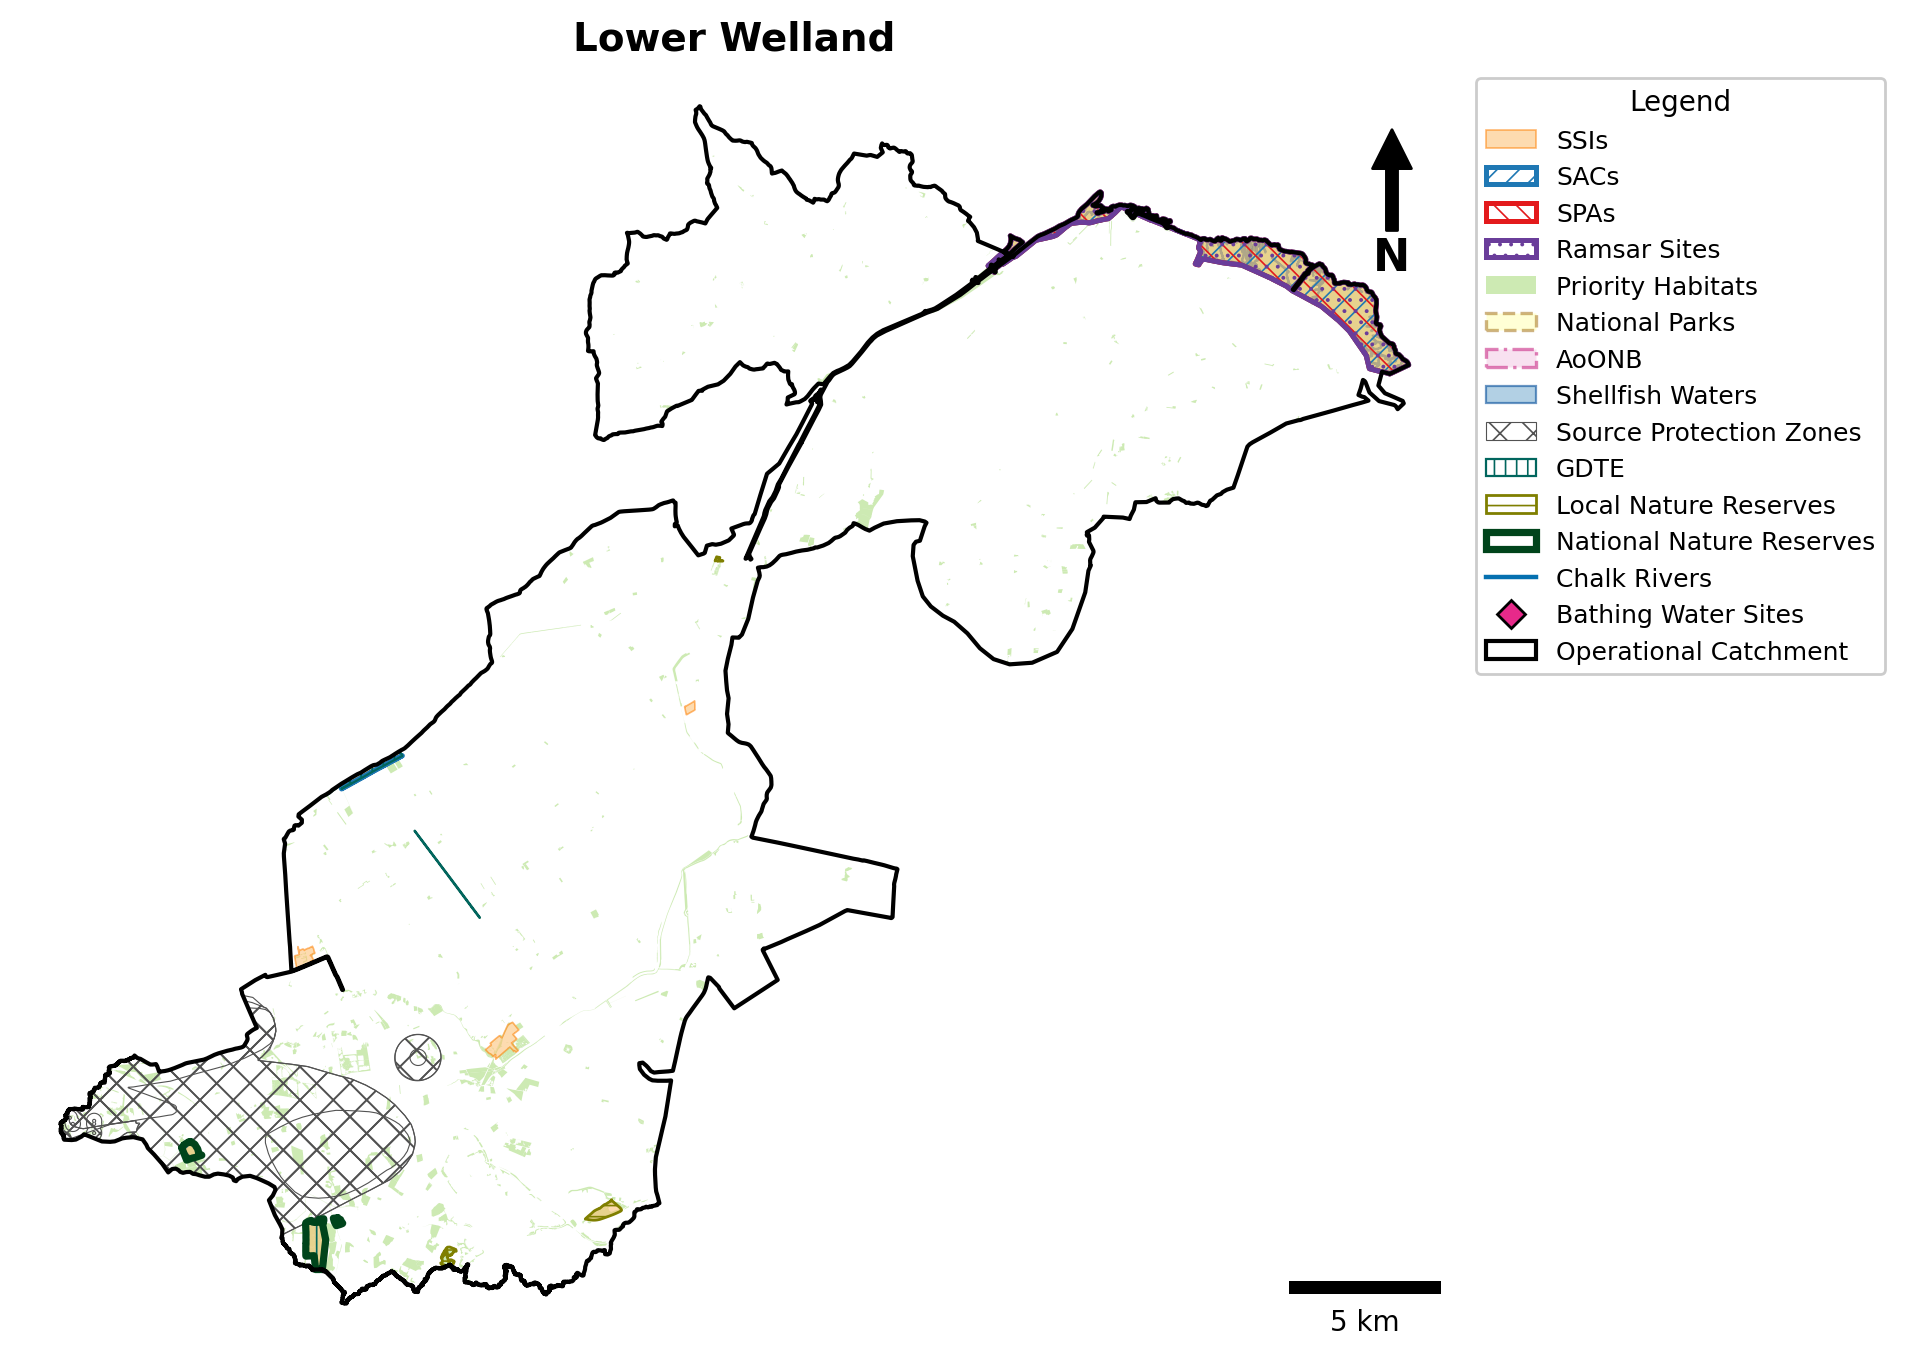 Lower Welland
Legend
SSIs
SACs
SPAs
Ramsar Sites
Priority Habitats
National Parks
AoONB
Shellfish Waters
Source Protection Zones
GDTE
Local Nature Reserves
National Nature Reserves
Chalk Rivers
Bathing Water Sites
Operational Catchment
N
5 km